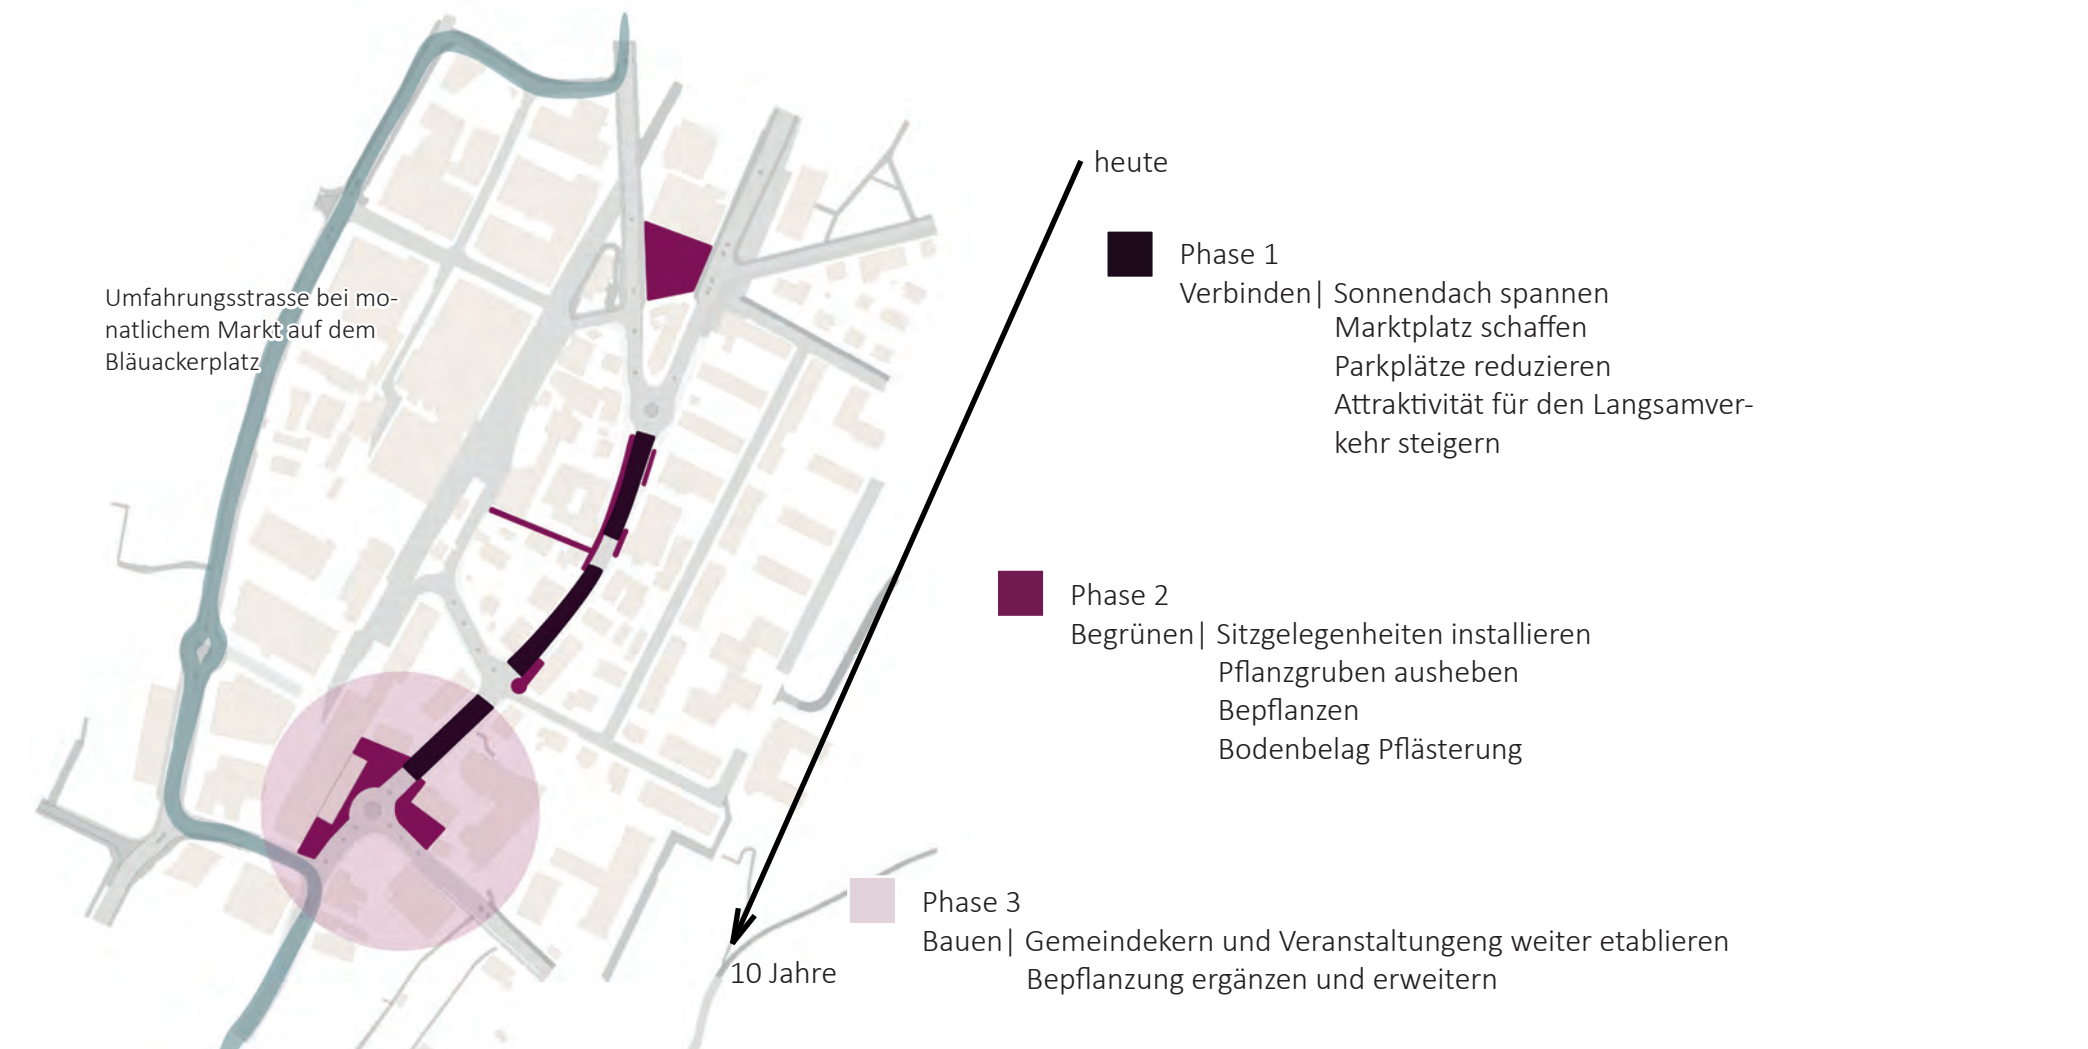 Umfahrungsstrasse bei mo-
natlichem Markt auf dem
Bläuackerplatz
heute
Phase 1
Verbinden| Sonnendach spannen
Marktplatz schaffen
Parkplätze reduzieren
Attraktivität für den Langsamver-
kehr steigern
Phase 2
Begrünen| Sitzgelegenheiten installieren
Pflanzgruben ausheben
Bepflanzen
Bodenbelag Pflästerung
Phase 3
Bauen| Gemeindekern und Veranstaltungeng weiter etablieren
Bepflanzung ergänzen und erweitern
10 Jahre